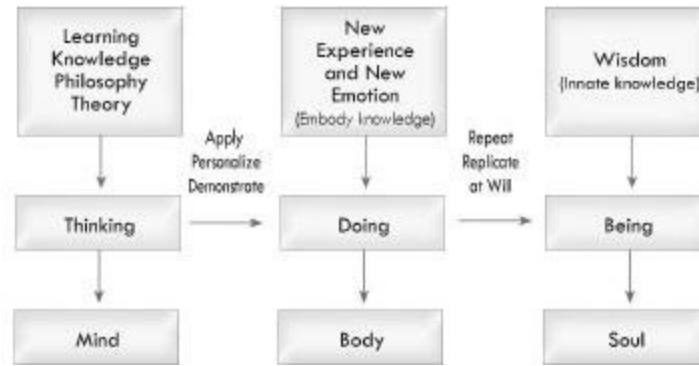 Learning
Knowledge
Philosophy
Theory
New
Experience
and New
Emotion
(Embody knowledge)
Wisdom
(Innate knowledge)
Apply
Personalize
Demonstrate
Repeat
Replicate
at Will
Thinking
Doing
Being
Mind
Body
Soul